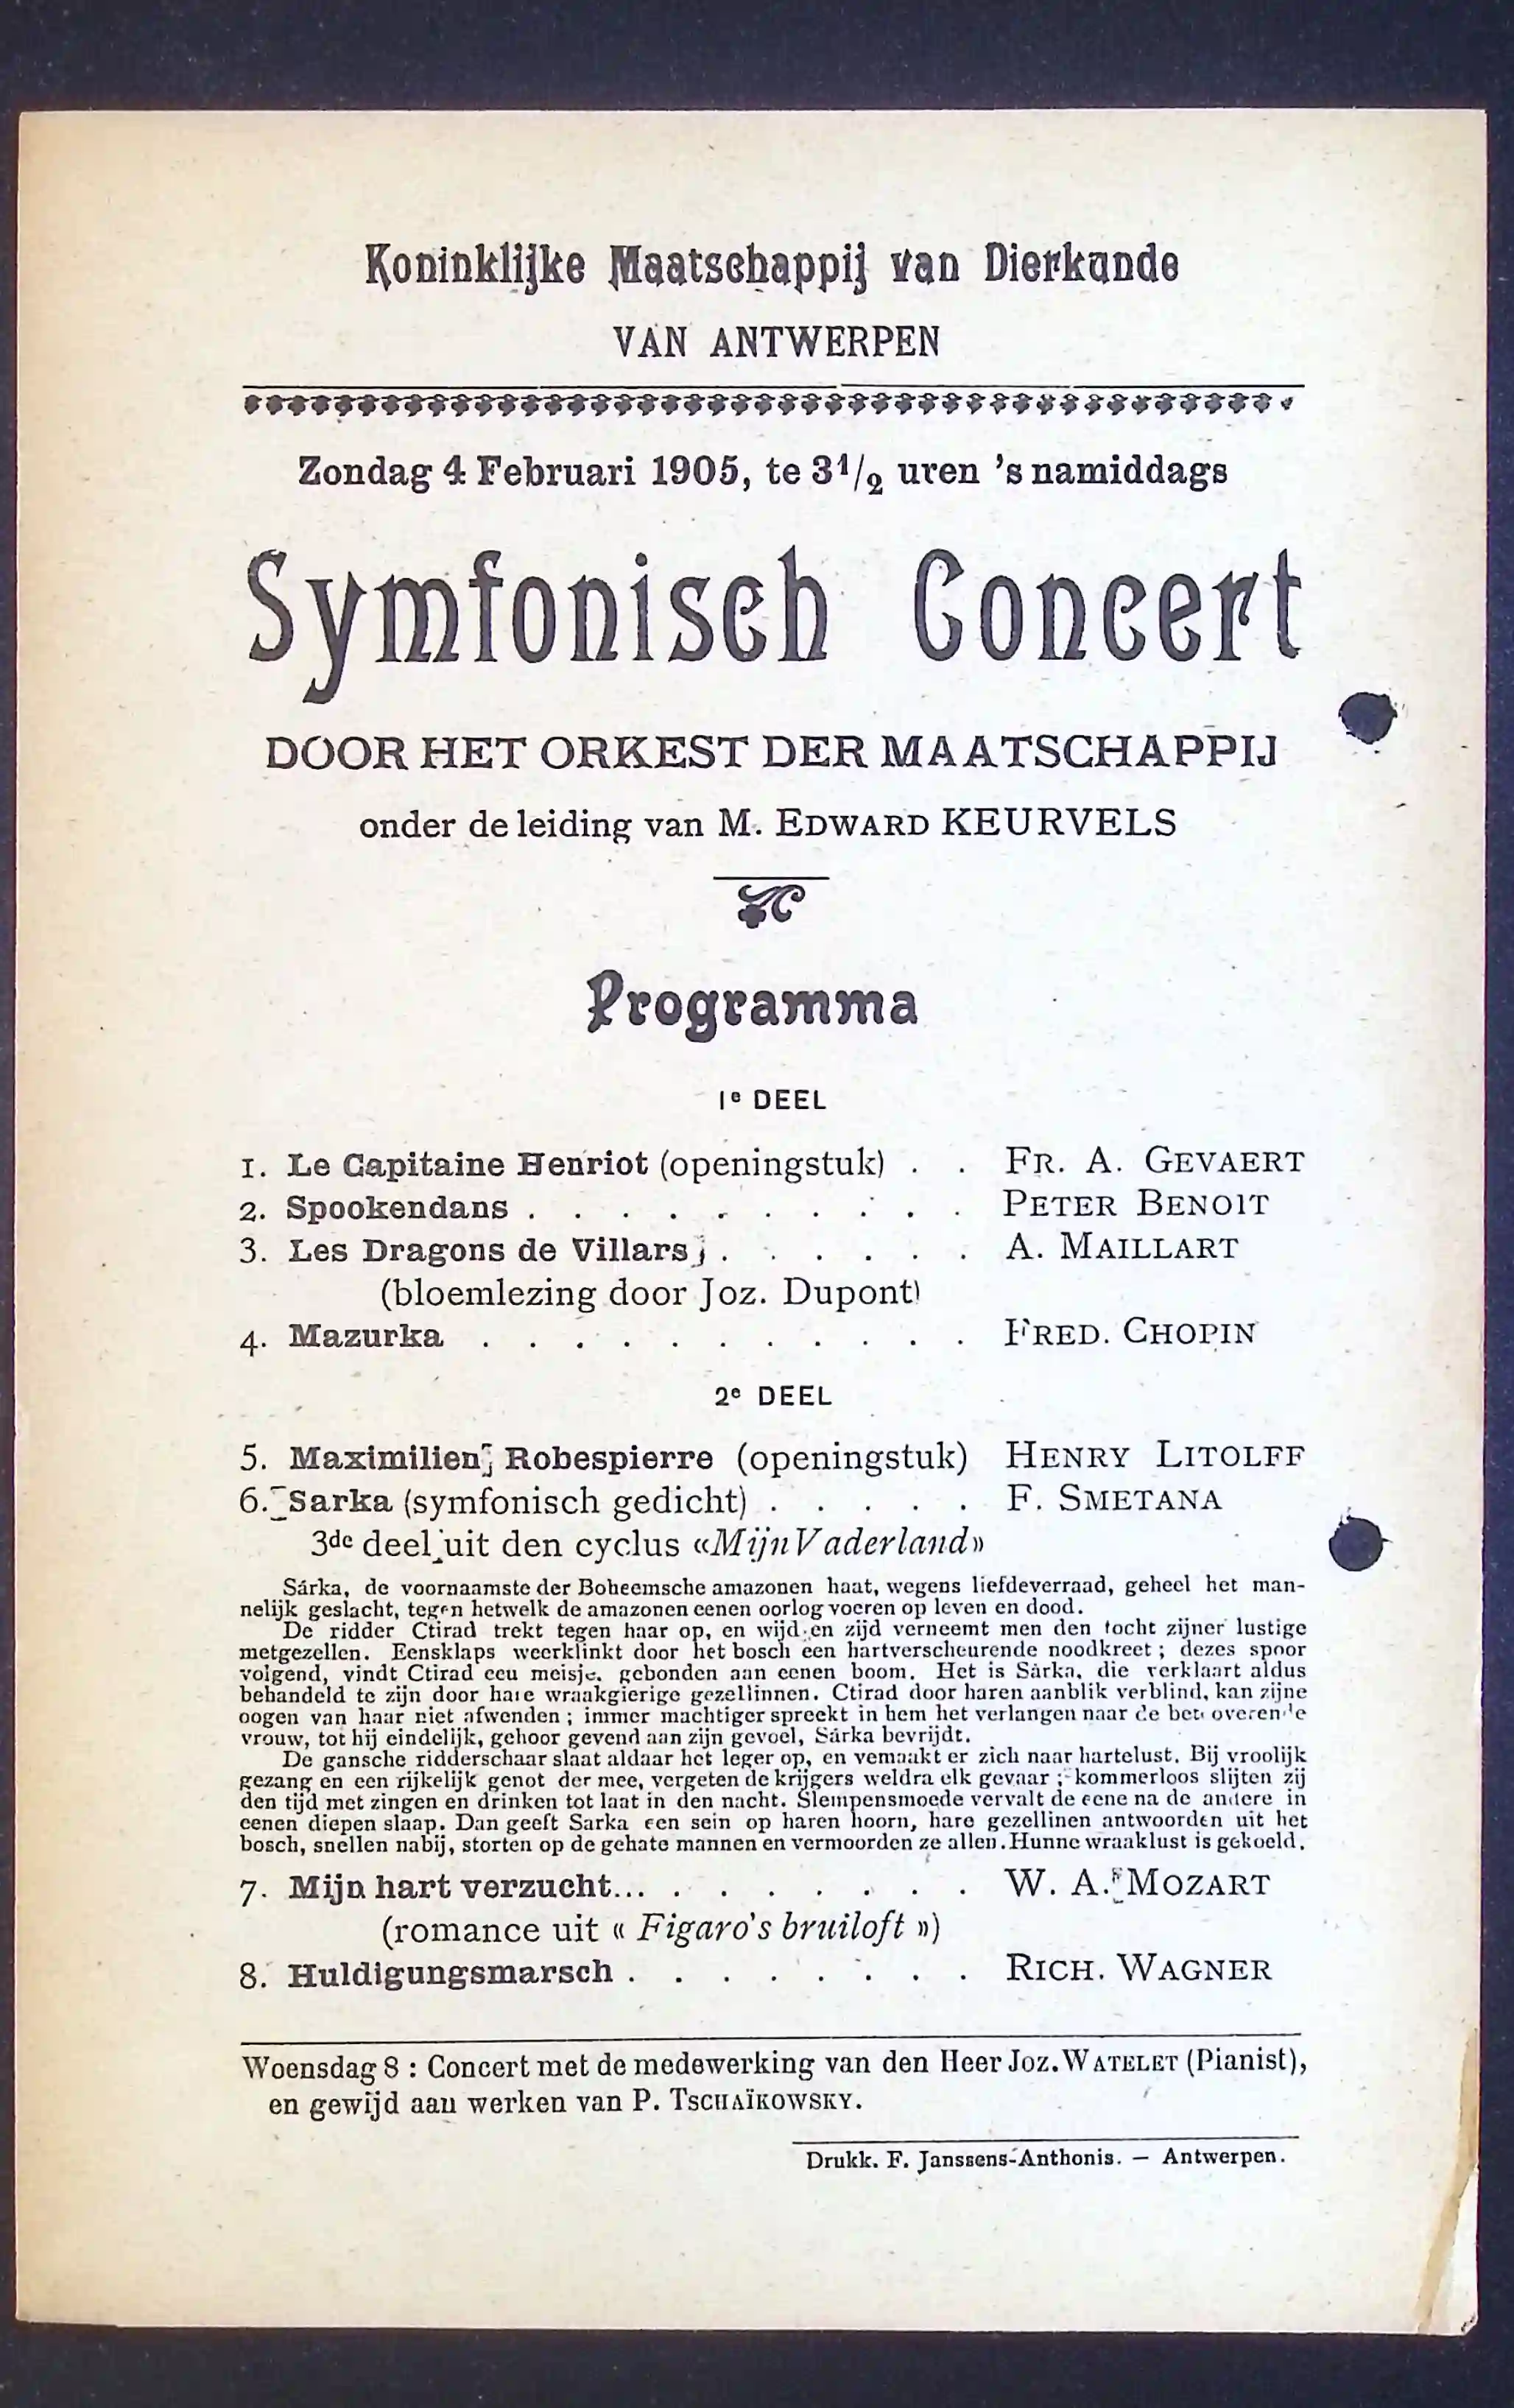 Koninklijke Maatschappij van Dierkunde
VAN ANTWERPEN
Zondag 4 Februari 1905, te 3 1/2 uren 's namiddags
Symfonisch Concert
DOOR HET ORKEST DER MAATSCHAPPIJ
onder de leiding van M. EDWARD KEURVELS
Programma
1e DEEL
1. Le Capitaine Henriot (openingstuk) . . FR. A. GEVAERT
2. Spookendans . . . . . . . . . . PETER BENOIT
3. Les Dragons de Villars . . . . . . A. MAILLART
(bloemlezing door Joz. Dupont)
4. Mazurka . . . . . . . . . . . FRED. CHOPIN
2e DEEL
5. Maximilien Robespierre (openingstuk) HENRY LITOLFF
6. Sarka (symfonisch gedicht) . . . . . F. SMETANA
3de deel uit den cyclus «Mijn Vaderland»
Sárka, de voornaamste der Boheemsche amazonen haat, wegens liefdeverraad, geheel het man-
nelijk geslacht, tegen hetwelk de amazonen eenen oorlog voeren op leven en dood.
De ridder Ctirad trekt tegen haar op, en wijd en zijd verneemt men den tocht zijner lustige
metgezellen. Eensklaps weerklinkt door het bosch een hartverscheurende noodkreet ; dezes spoor
volgend, vindt Ctirad eeu meisje, gebonden aan eenen boom. Het is Sárka, die verklaart aldus
behandeld te zijn door hare wraakgierige gezellinnen. Ctirad door haren aanblik verblind, kan zijne
oogen van haar niet afwenden ; immer machtiger spreekt in hem het verlangen naar de betooverende
vrouw, tot hij eindelijk, gehoor gevend aan zijn gevoel, Sárka bevrijdt.
De gansche ridderschaar slaat aldaar het leger op, en vemaakt er zich naar hartelust. Bij vroolijk
gezang en een rijkelijk genot der mee, vergeten de krijgers weldra elk gevaar ; kommerloos slijten zij
den tijd met zingen en drinken tot laat in den nacht. Slempensmoede vervalt de eene na de andere in
eenen diepen slaap. Dan geeft Sarka een sein op haren hoorn, hare gezellinen antwoorden uit het
bosch, snellen nabij, storten op de gehate mannen en vermoorden ze allen. Hunne wraaklust is gekoeld.
7. Mijn hart verzucht... . . . . . . . W. A. MOZART
(romance uit « Figaro's bruiloft »)
8. Huldigungsmarsch . . . . . . . . RICH. WAGNER
Woensdag 8 : Concert met de medewerking van den Heer Joz. WATELET (Pianist),
en gewijd aan werken van P. TSCHAÏKOWSKY.
Drukk. F. Janssens-Anthonis. — Antwerpen.